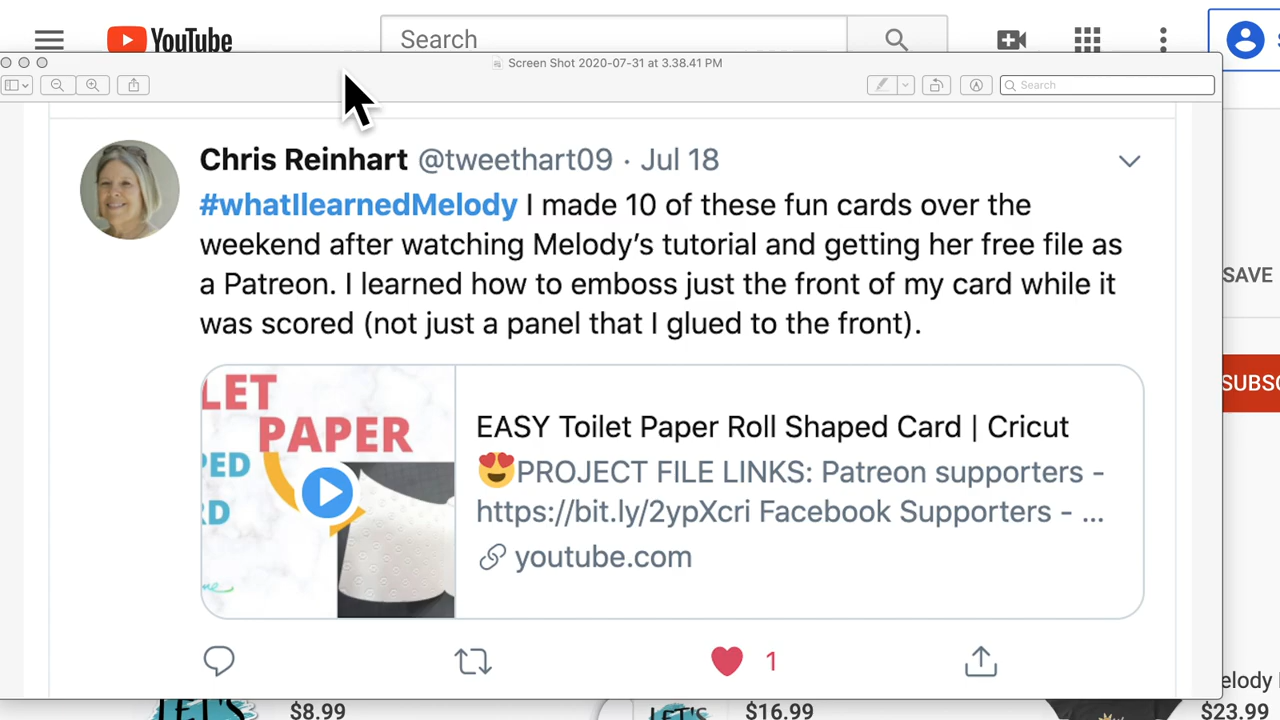 YouTube
Search
Screen Shot 2020-07-31 at 3.38.41 PM
Search
Chris Reinhart @tweethart09 · Jul 18
#whatIlearnedMelody I made 10 of these fun cards over the
weekend after watching Melody's tutorial and getting her free file as
a Patreon. I learned how to emboss just the front of my card while it
was scored (not just a panel that I glued to the front).
LET
PAPER
PED
RD
EASY Toilet Paper Roll Shaped Card | Cricut
😍PROJECT FILE LINKS: Patreon supporters -
https://bit.ly/2ypXcri Facebook Supporters - ...
youtube.com
1
SAVE
SUBSC
elody
LET'S
$8.99
LET'S
$16.99
$23.99